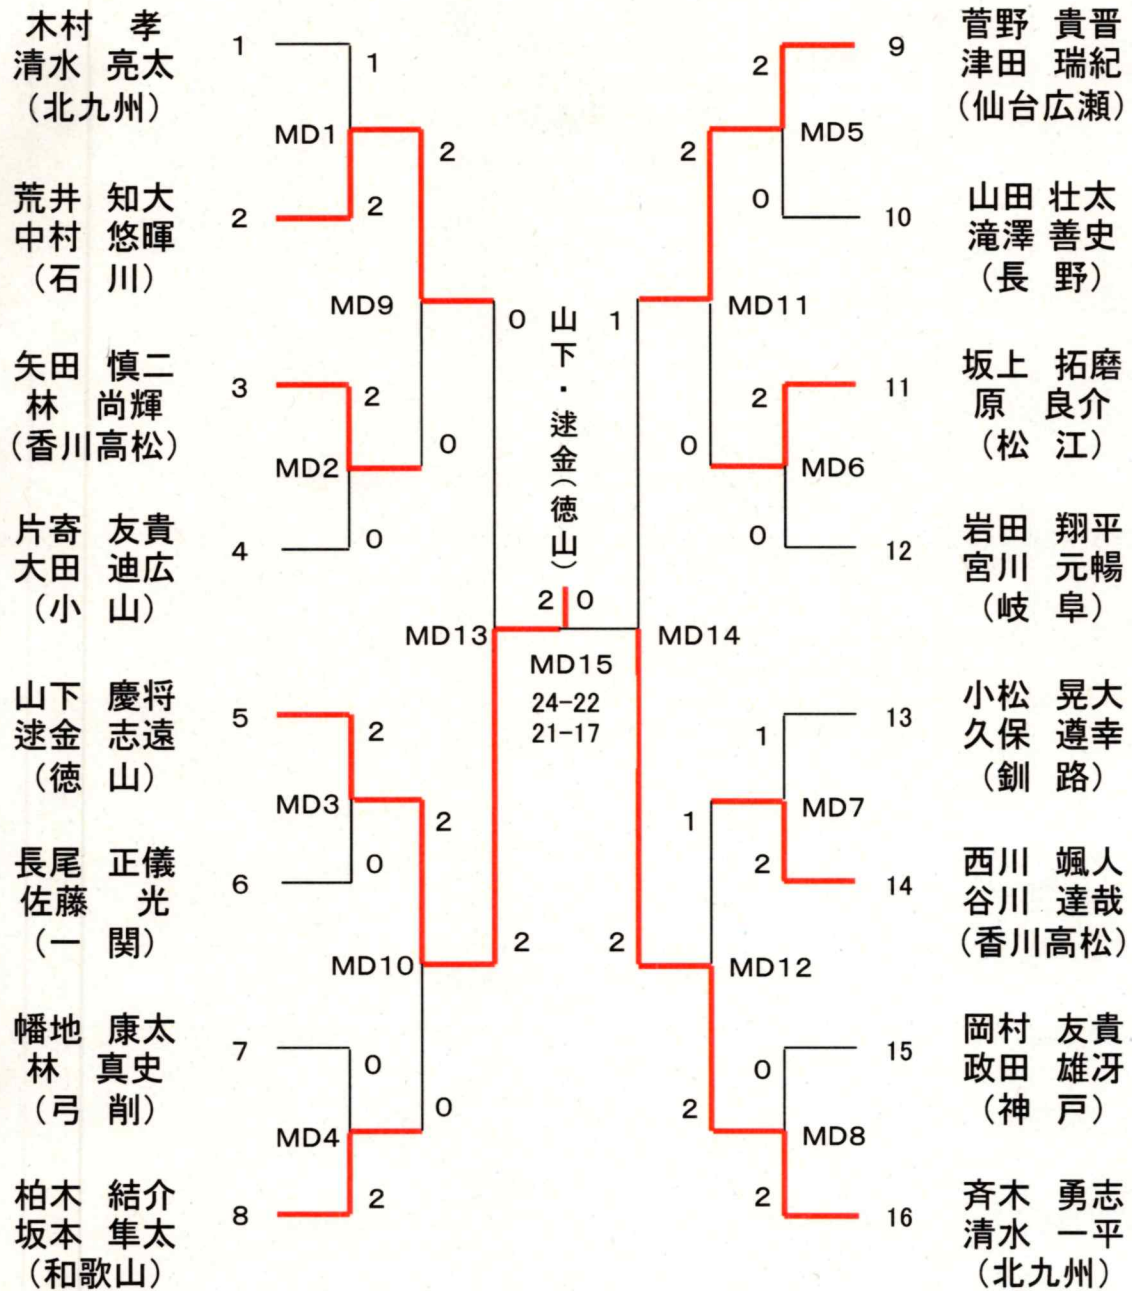 木村 孝
清水 亮太
(北九州)
1
1
MD1
2
荒井 知大
中村 悠暉
(石 川)
2
2
MD9
0
矢田 慎二
林 尚輝
(香川高松)
3
2
MD2
0
片寄 友貴
大田 迪広
(小 山)
4
0
MD13
山下 慶将
逑金 志遠
(徳 山)
5
2
MD3
2
長尾 正儀
佐藤 光
(一 関)
6
0
MD10
2
幡地 康太
林 真史
(弓 削)
7
0
MD4
0
柏木 結介
坂本 隼太
(和歌山)
8
2
山下・逑金(徳山)
2
0
MD15
24-22
21-17
菅野 貴晋
津田 瑞紀
(仙台広瀬)
9
2
MD5
2
山田 壮太
滝澤 善史
(長 野)
10
0
MD11
1
坂上 拓磨
原 良介
(松 江)
11
2
MD6
0
岩田 翔平
宮川 元暢
(岐 阜)
12
0
MD14
小松 晃大
久保 遵幸
(釧 路)
13
1
MD7
1
西川 颯人
谷川 達哉
(香川高松)
14
2
MD12
2
岡村 友貴
政田 雄冴
(神 戸)
15
0
MD8
2
斉木 勇志
清水 一平
(北九州)
16
2